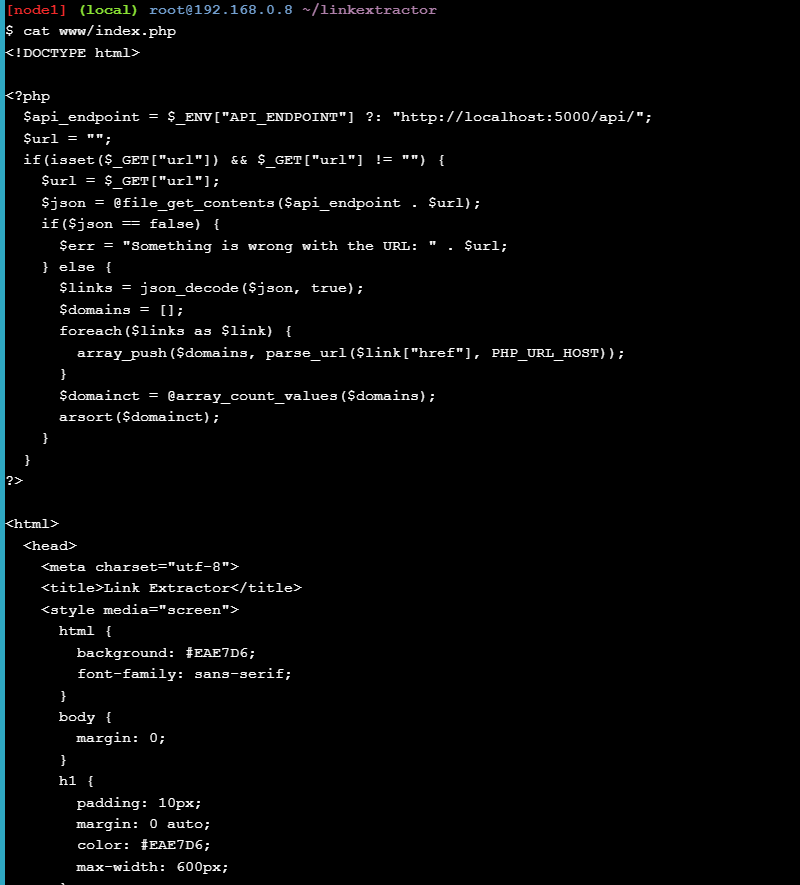 [node1] (local) root@192.168.0.8 ~/linkextractor
$ cat www/index.php
<!DOCTYPE html>

<?php
  $api_endpoint = $_ENV["API_ENDPOINT"] ?: "http://localhost:5000/api/";
  $url = "";
  if(isset($_GET["url"]) && $_GET["url"] != "") {
    $url = $_GET["url"];
    $json = @file_get_contents($api_endpoint . $url);
    if($json == false) {
      $err = "Something is wrong with the URL: " . $url;
    } else {
      $links = json_decode($json, true);
      $domains = [];
      foreach($links as $link) {
        array_push($domains, parse_url($link["href"], PHP_URL_HOST));
      }
      $domainct = @array_count_values($domains);
      arsort($domainct);
    }
  }
?>

<html>
  <head>
    <meta charset="utf-8">
    <title>Link Extractor</title>
    <style media="screen">
      html {
        background: #EAE7D6;
        font-family: sans-serif;
      }
      body {
        margin: 0;
      }
      h1 {
        padding: 10px;
        margin: 0 auto;
        color: #EAE7D6;
        max-width: 600px;